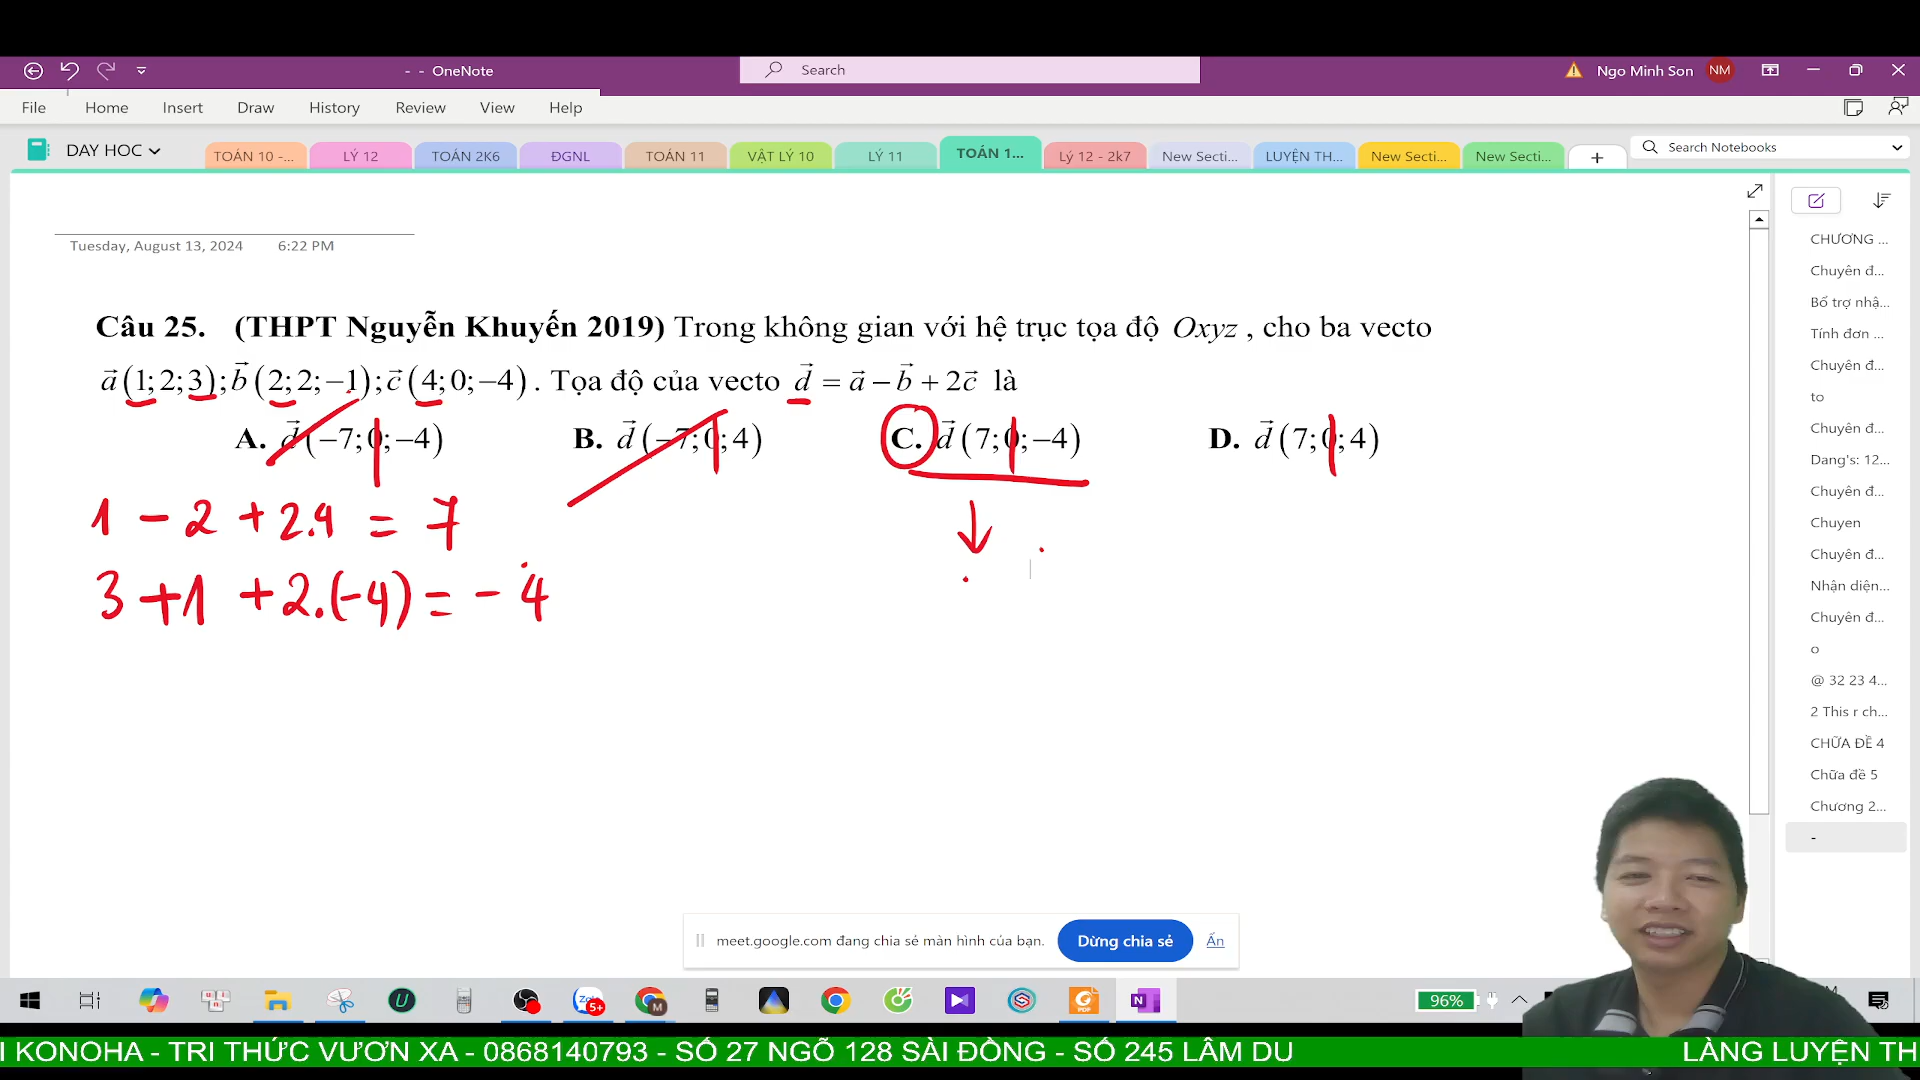 - - OneNote
Search
Ngo Minh Son NM
File Home Insert Draw History Review View Help
DAY HOC
TOÁN 10 -... LÝ 12 TOÁN 2K6 ĐGNL TOÁN 11 VẬT LÝ 10 LÝ 11 TOÁN 1... Lý 12 - 2k7 New Secti... LUYỆN TH... New Secti... New Secti... +
Search Notebooks
Tuesday, August 13, 2024 6:22 PM
Câu 25. (THPT Nguyễn Khuyến 2019) Trong không gian với hệ trục tọa độ Oxyz , cho ba vecto
a⃗(1;2;3);b⃗(2;2;−1);c⃗(4;0;−4). Tọa độ của vecto d⃗ = a⃗ − b⃗ + 2c⃗ là
A. d⃗(−7;0;−4) B. d⃗(−7;0;4) C. d⃗(7;0;−4) D. d⃗(7;0;4)
1 − 2 + 2.4 = 7
3 + 1 + 2.(−4) = − 4
CHƯƠNG ...
Chuyên đ...
Bổ trợ nhậ...
Tính đơn ...
Chuyên đ...
to
Chuyên đ...
Dang's: 12...
Chuyên đ...
Chuyen
Chuyên đ...
Nhận diện...
Chuyên đ...
o
@ 32 23 4...
2 This r ch...
CHỮA ĐỀ 4
Chữa đề 5
Chương 2...
-
meet.google.com đang chia sẻ màn hình của bạn. Dừng chia sẻ Ẩn
96%
I KONOHA - TRI THỨC VƯƠN XA - 0868140793 - SỐ 27 NGÕ 128 SÀI ĐỒNG - SỐ 245 LÂM DU LÀNG LUYỆN TH